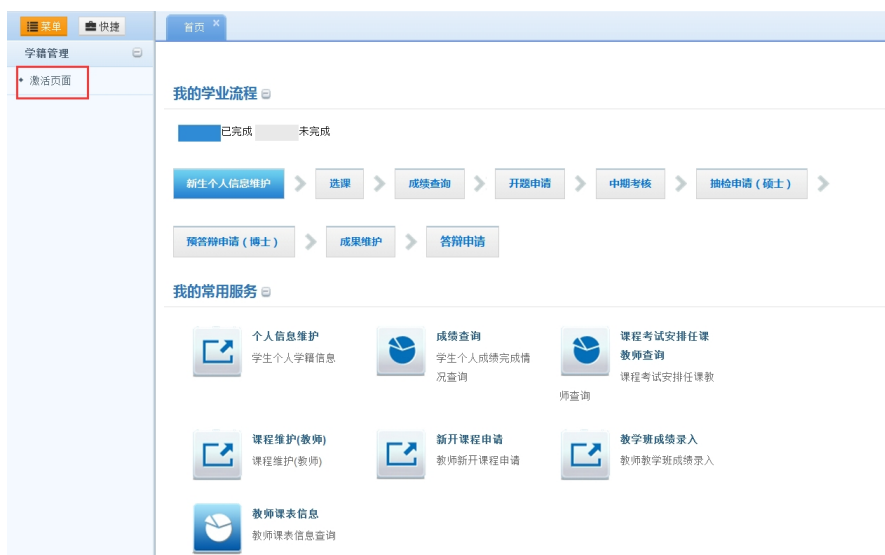 菜单 快捷 首页
学籍管理
激活页面
我的学业流程
已完成 未完成
新生个人信息维护 选课 成绩查询 开题申请 中期考核 抽检申请（硕士）
预答辩申请（博士） 成果维护 答辩申请
我的常用服务
个人信息维护
学生个人学籍信息
成绩查询
学生个人成绩完成情
况查询
课程考试安排任课
教师查询
课程考试安排任课教
师查询
课程维护(教师)
课程维护(教师)
新开课程申请
教师新开课程申请
教学班成绩录入
教师教学班成绩录入
教师课表信息
教师课表信息查询